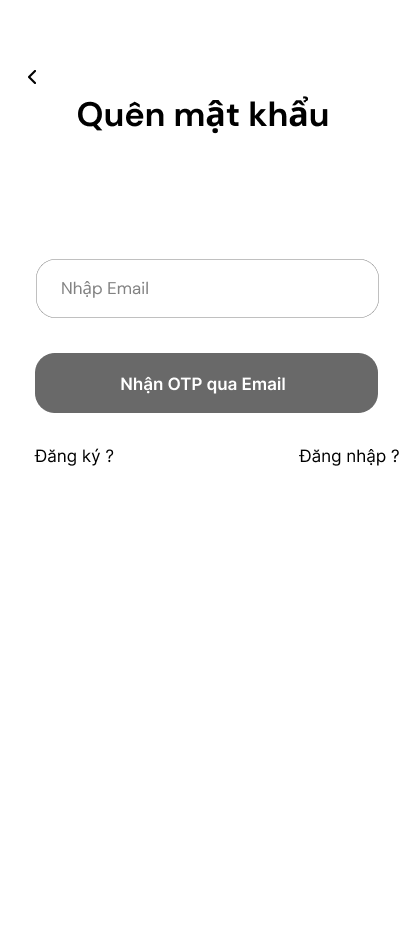 Quên mật khẩu
Nhập Email
Nhận OTP qua Email
Đăng ký ?
Đăng nhập ?